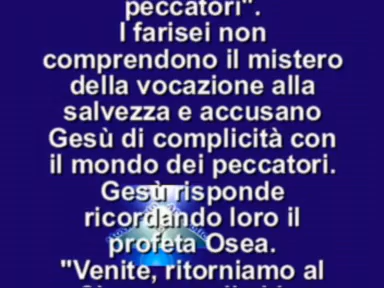 peccatori".
I farisei non
comprendono il mistero
della vocazione alla
salvezza e accusano
Gesù di complicità con
il mondo dei peccatori.
Gesù risponde
ricordando loro il
profeta Osea.
"Venite, ritorniamo al